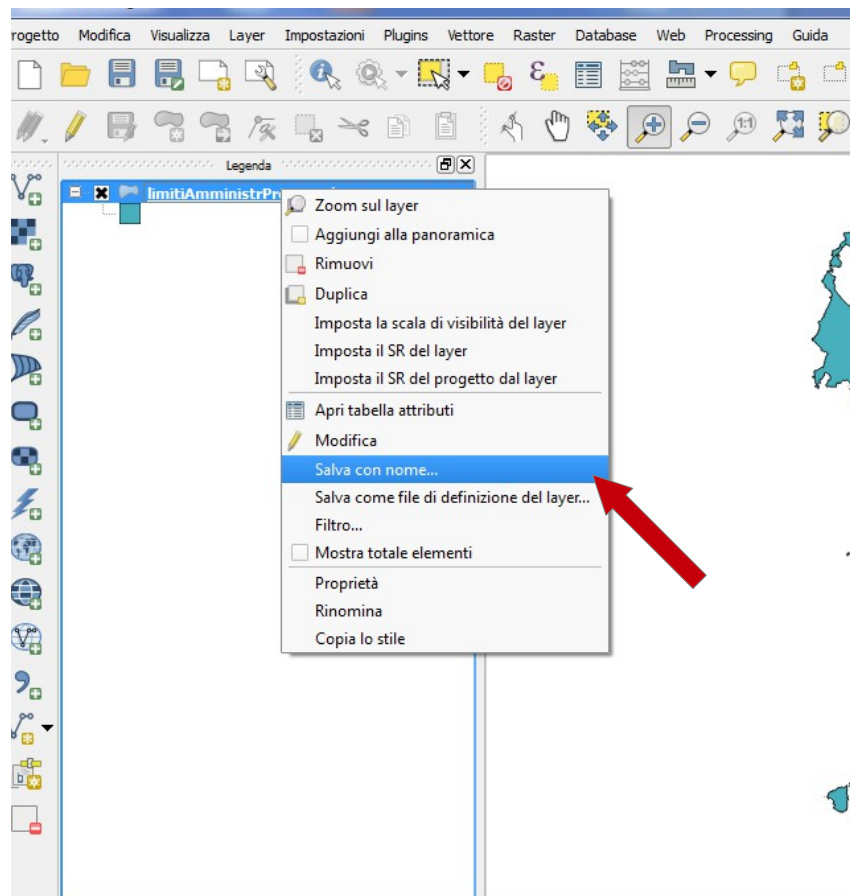 rogetto Modifica Visualizza Layer Impostazioni Plugins Vettore Raster Database Web Processing Guida
1:1
Legenda
limitiAmministrPr
Zoom sul layer
Aggiungi alla panoramica
Rimuovi
Duplica
Imposta la scala di visibilità del layer
Imposta il SR del layer
Imposta il SR del progetto dal layer
Apri tabella attributi
Modifica
Salva con nome...
Salva come file di definizione del layer...
Filtro...
Mostra totale elementi
Proprietà
Rinomina
Copia lo stile